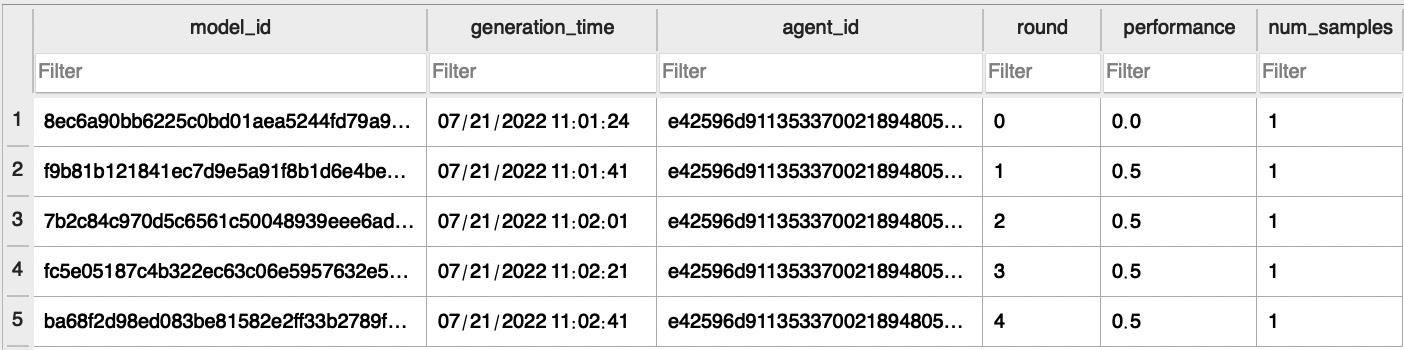 model_id generation_time agent_id round performance num_samples
Filter Filter Filter Filter Filter Filter
1 8ec6a90bb6225c0bd01aea5244fd79a9... 07/21/2022 11:01:24 e42596d9113533700218948​05... 0 0.0 1
2 f9b81b121841ec7d9e5a91f8b1d6e4be... 07/21/2022 11:01:41 e42596d911353370021894805... 1 0.5 1
3 7b2c84c970d5c6561c50048939eee6ad... 07/21/2022 11:02:01 e42596d911353370021894805... 2 0.5 1
4 fc5e05187c4b322ec63c06e5957632e5... 07/21/2022 11:02:21 e42596d911353370021894805... 3 0.5 1
5 ba68f2d98ed083be81582e2ff33b2789f... 07/21/2022 11:02:41 e42596d911353370021894805... 4 0.5 1